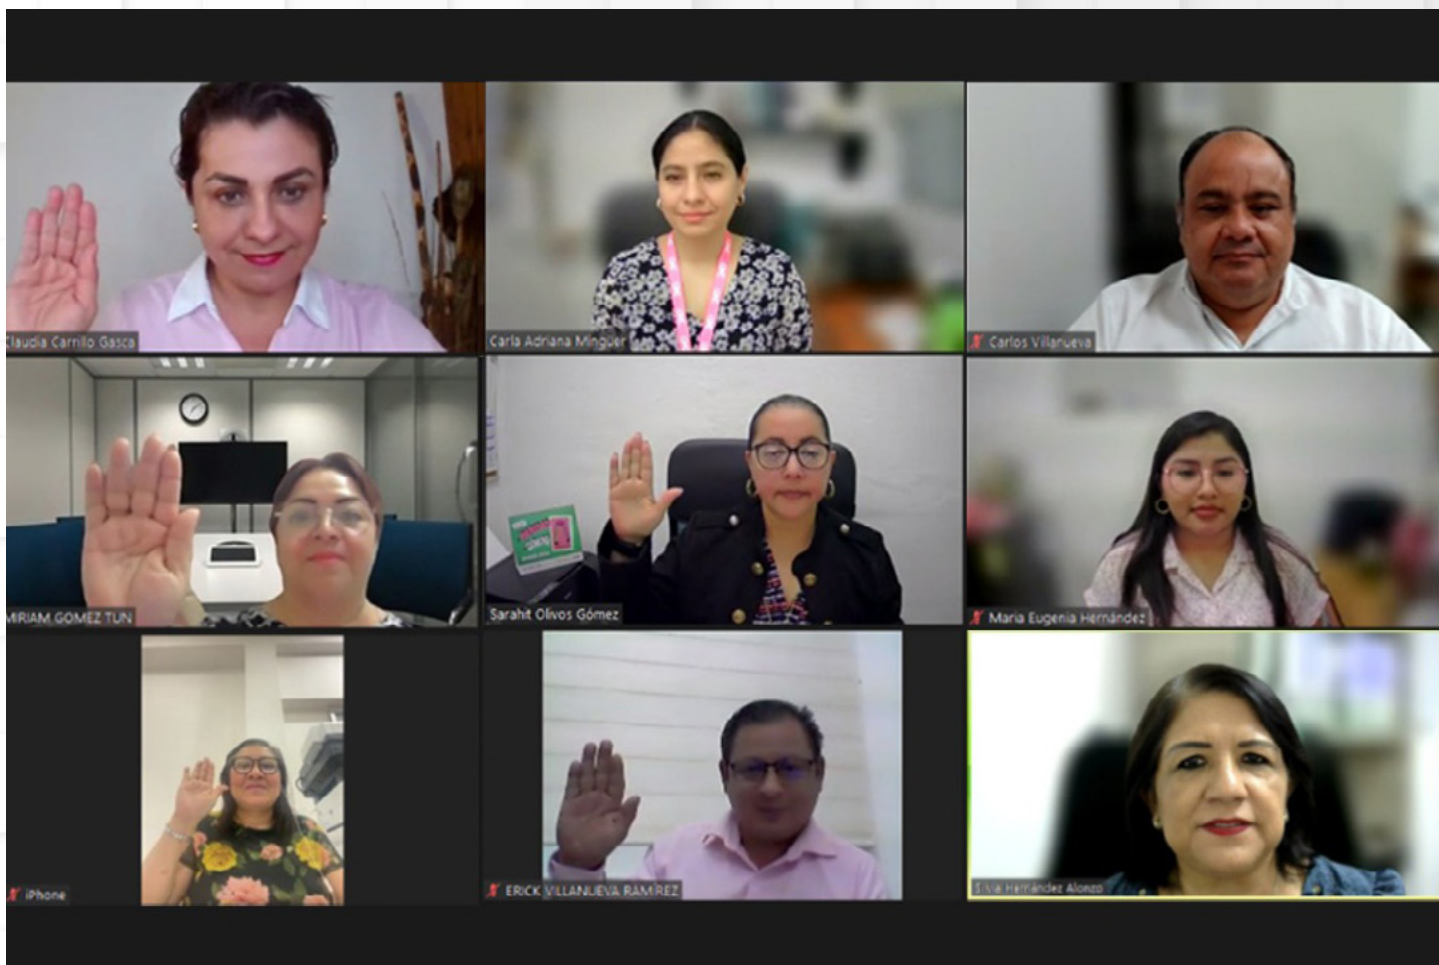 Claudia Carrillo Gasca
Carla Adriana Minguer
Carlos Villanueva
MIRIAM GOMEZ TUN
Sarahit Olivos Gómez
Maria Eugenia Hernández
iPhone
ERICK VILLANUEVA RAMIREZ
Silvia Hernández Alonzo